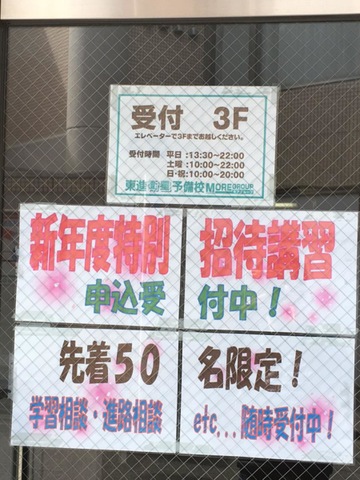 受付 3F
エレベーターで3Fまでお越しください。
受付時間 平日:13:30~22:00
土曜:10:00~22:00
日・祝:10:00~20:00
東進衛星予備校 MOREGROUP
新年度特別招待講習
申込受付中!
先着50名限定!
学習相談・進路相談etc...随時受付中!